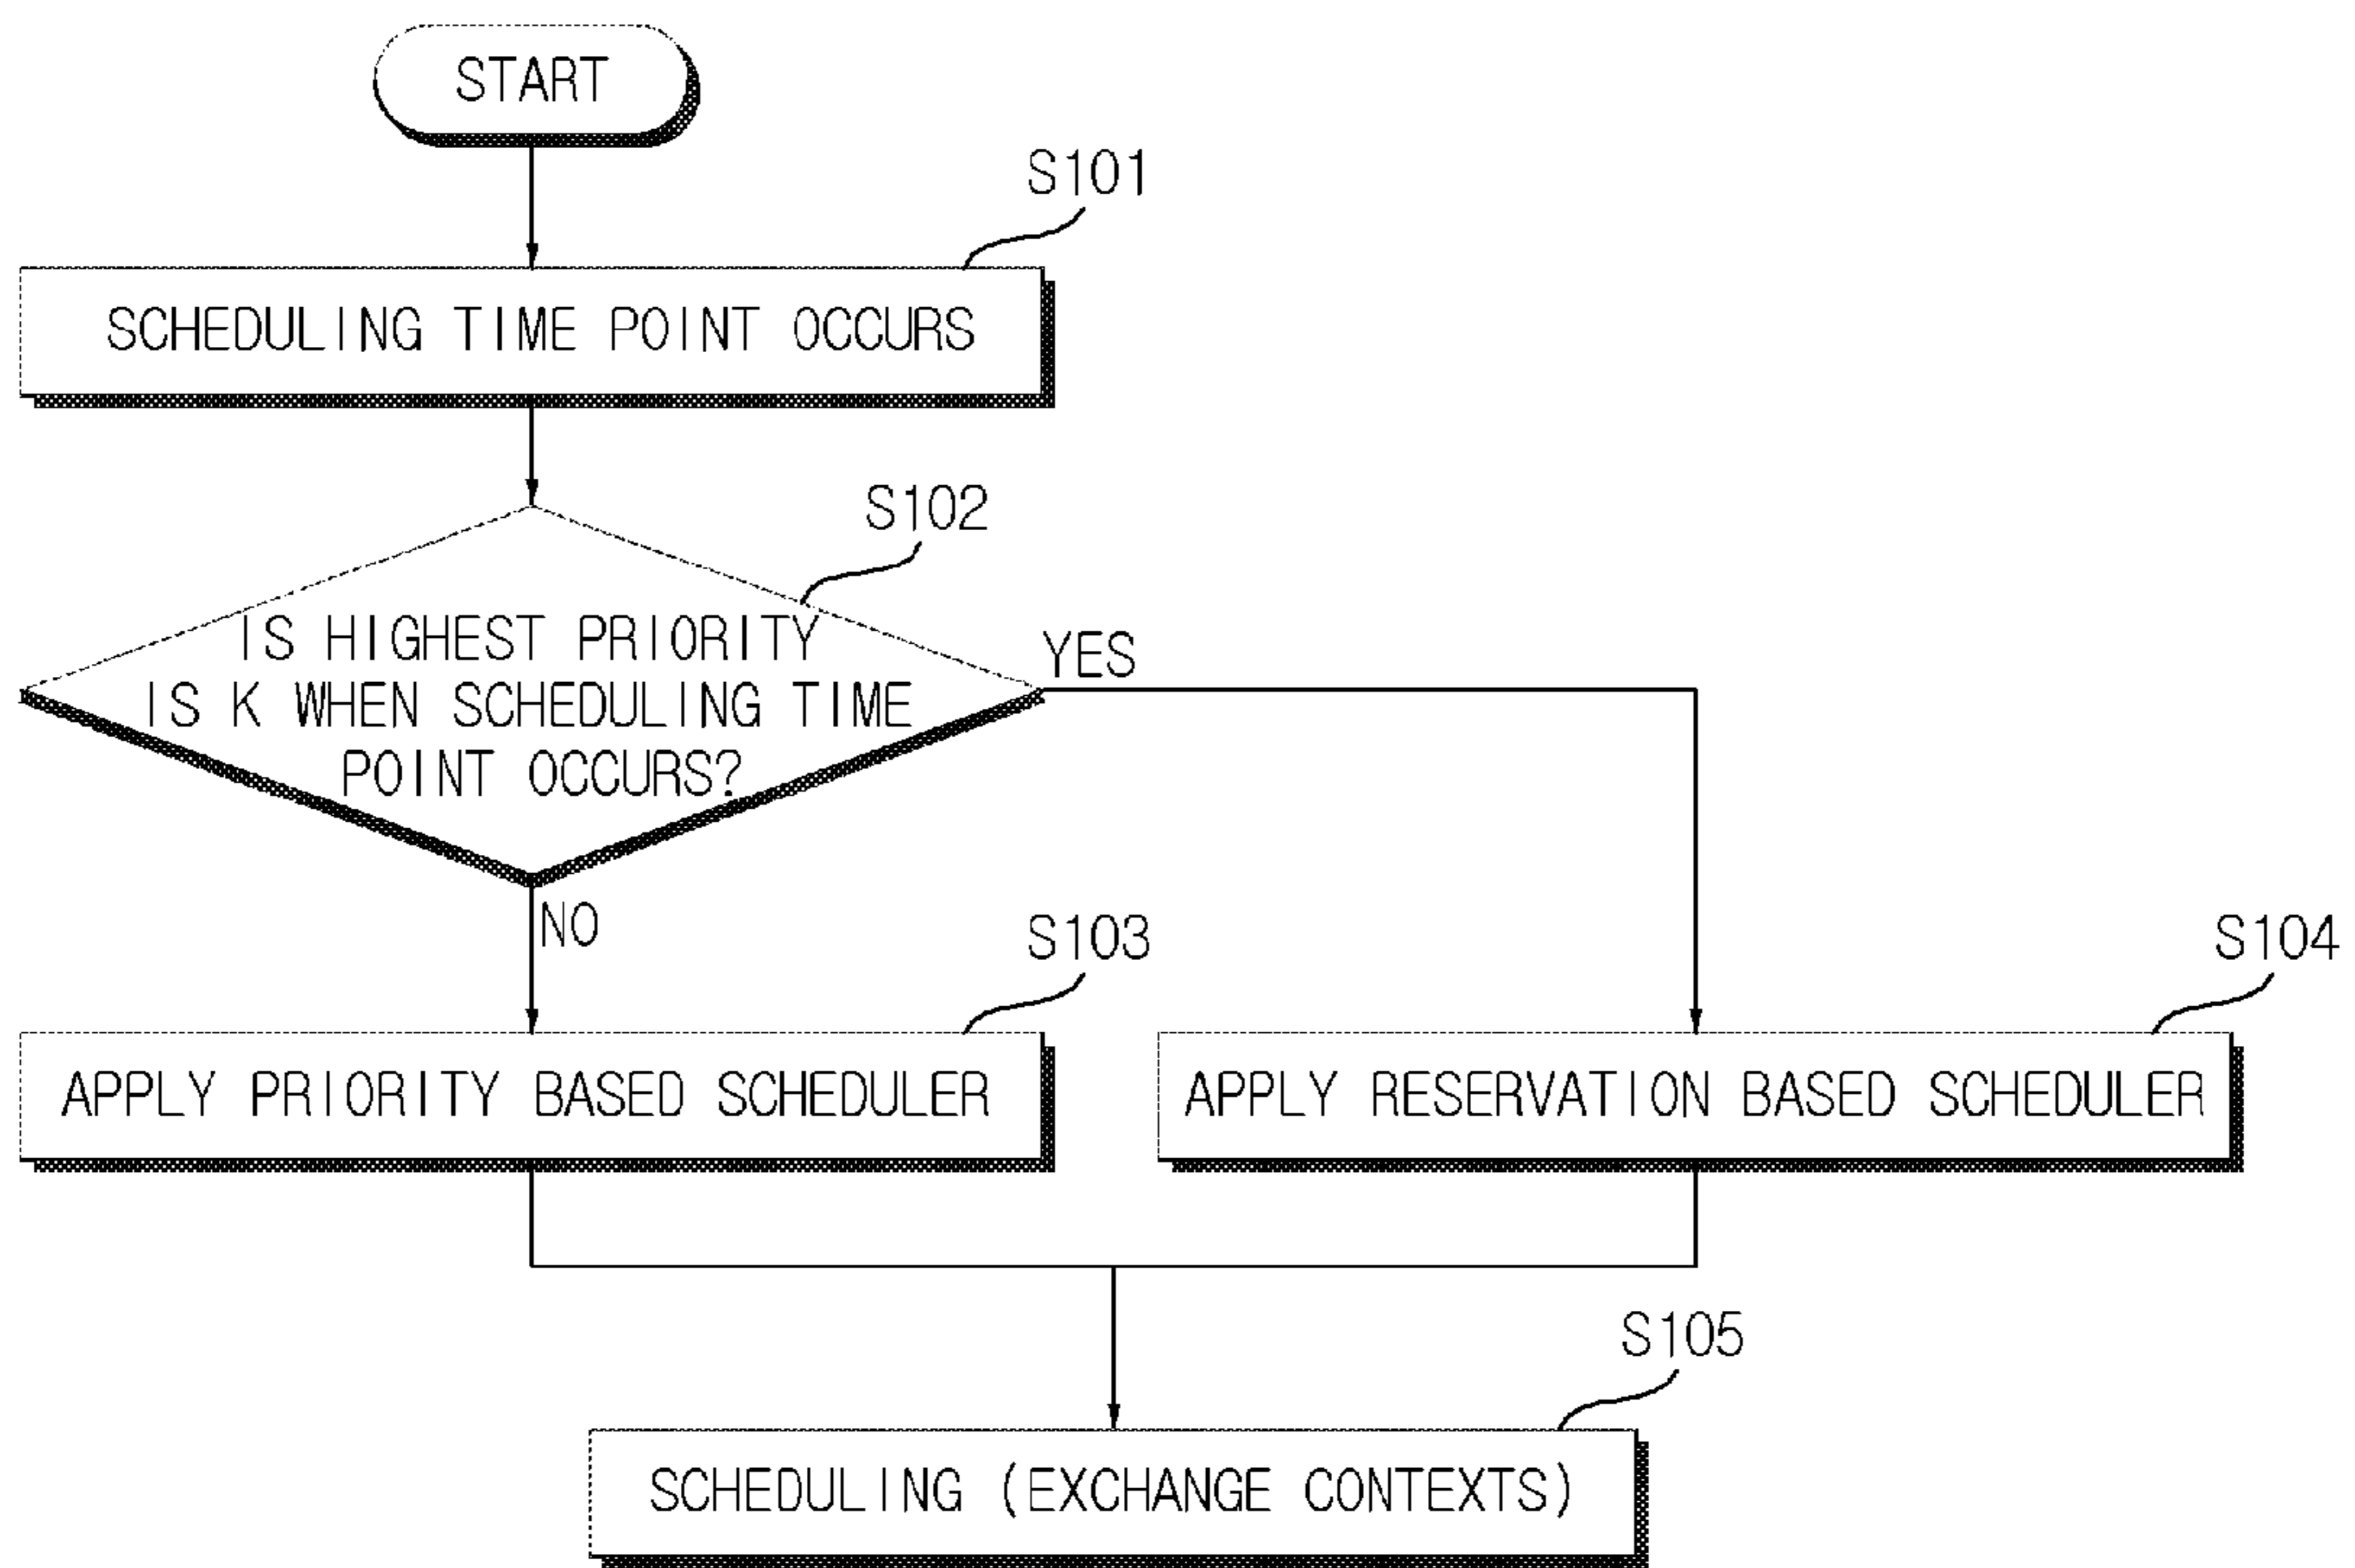 START
S101
SCHEDULING TIME POINT OCCURS
S102
IS HIGHEST PRIORITY
IS K WHEN SCHEDULING TIME
POINT OCCURS?
YES
NO
S103
S104
APPLY PRIORITY BASED SCHEDULER
APPLY RESERVATION BASED SCHEDULER
S105
SCHEDULING (EXCHANGE CONTEXTS)